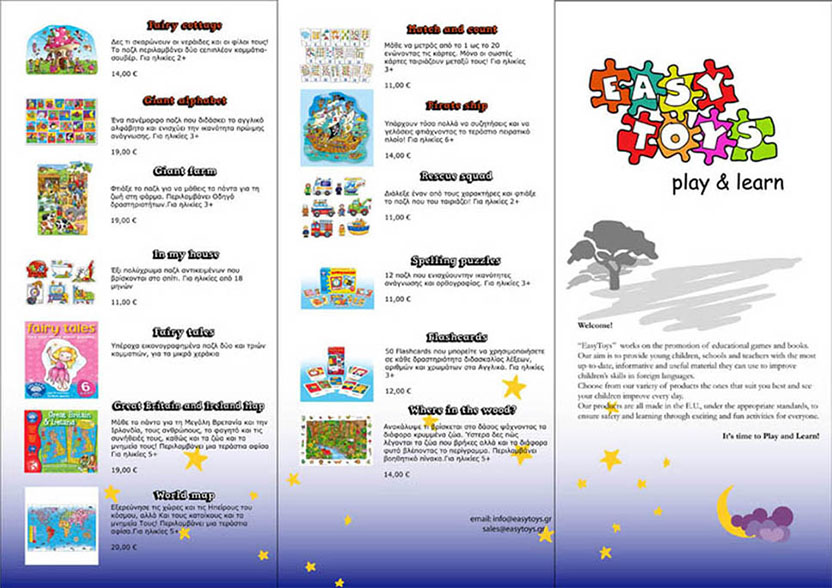 Fairy cottage
Δες τι σκαρώνουν οι νεράιδες και οι φίλοι τους!
Το παζλ περιλαμβάνει δύο σεπιπλέον κομμάτια-
σουβέρ. Για ηλικίες 2+
14,00 €
Giant alphabet
Ένα πανέμορφο παζλ που διδάσκει το αγγλικό
αλφάβητο και ενισχύει την ικανότητα πρώιμης
ανάγνωσης. Για ηλικίες 3+
19,00 €
Giant farm
Φτιάξε το παζλ για να μάθεις τα πάντα για τη
ζωή στη φάρμα. Περιλαμβάνει Οδηγό
δραστηριοτήτων.Για ηλικίες 3+
19,00 €
In my house
Έξι πολύχρωμα παζλ αντικειμένων που
βρίσκονται στο σπίτι. Για ηλικίες από 18
μηνών
11,00 €
fairy tales
6
Fairy tales
Υπέροχα εικονογραφημένα παζλ δύο και τριών
κομματιών, για τα μικρά χεράκια
Great Britain
& Ireland
Great Britain and Ireland Map
Μάθε τα πάντα για τη Μεγάλη Βρετανία και την
Ιρλανδία, τους ανθρώπους, το φαγητό και τις
συνήθειές τους, καθώς και τα ζώα και τα
μνημεία τους! Περιλαμβάνει μια τεράστια αφίσα
Για ηλικίες 5+
19,00 €
World map
Εξερεύνησε τις χώρες και τις Ηπείρους του
κόσμου, αλλά Και τους κατοίκους και τα
μνημεία Τους! Περιλαμβάνει μια τεράστια
αφίσα.Για ηλικίες 5+
20,00 €
Match and count
Μάθε να μετράς από το 1 ως το 20
ενώνοντας τις κάρτες. Μόνο οι σωστές
κάρτες ταιριάζουν μεταξύ τους! Για ηλικίες
3+
11,00 €
Pirate ship
Υπάρχουν τόσα πολλά να συζητήσεις και να
γελάσεις φτιάχνοντας το τεράστιο πειρατικό
πλοίο! Για ηλικίες 6+
14,00 €
Rescue squad
Διάλεξε έναν από τους χαρακτήρες και φτιάξε
το παζλ που του ταιριάζει! Για ηλικίες 2+
11,00 €
Spelling puzzles
12 παζλ που ενισχύουντην ικανότητες
ανάγνωσης και ορθογραφίας. Για ηλικίες 3+
11,00 €
Flashcards
50 Flashcards που μπορείτε να χρησιμοποιήσετε
σε κάθε δραστηριότητα διδασκαλίας λέξεων,
αριθμών και χρωμάτων στα Αγγλικά. Για ηλικίες
3+
12,00 €
Where in the wood?
Ανακάλυψε τι βρίσκεται στο δάσος ψάχνοντας τα
διάφορα κρυμμένα ζώα. Ύστερα δες πώς
λέγονται τα ζώα που βρήκες αλλά και τα διάφορα
φυτά βλέποντας το περίγραμμα. Περιλαμβάνει
βοηθητικό πίνακα.Για ηλικίες 5+
14,00 €
email: info@easytoys.gr
sales@easytoys.gr
EASY
TOYS
play & learn
Welcome!
"EasyToys" works on the promotion of educational games and books.
Our aim is to provide young children, schools and teachers with the most
up-to-date, informative and useful material they can use to improve
children's skills in foreign languages.
Choose from our variety of products the ones that suit you best and see
your children improve every day.
Our products are all made in the E.U., under the appropriate standards, to
ensure safety and learning through exciting and fun activities for everyone.
It's time to Play and Learn!